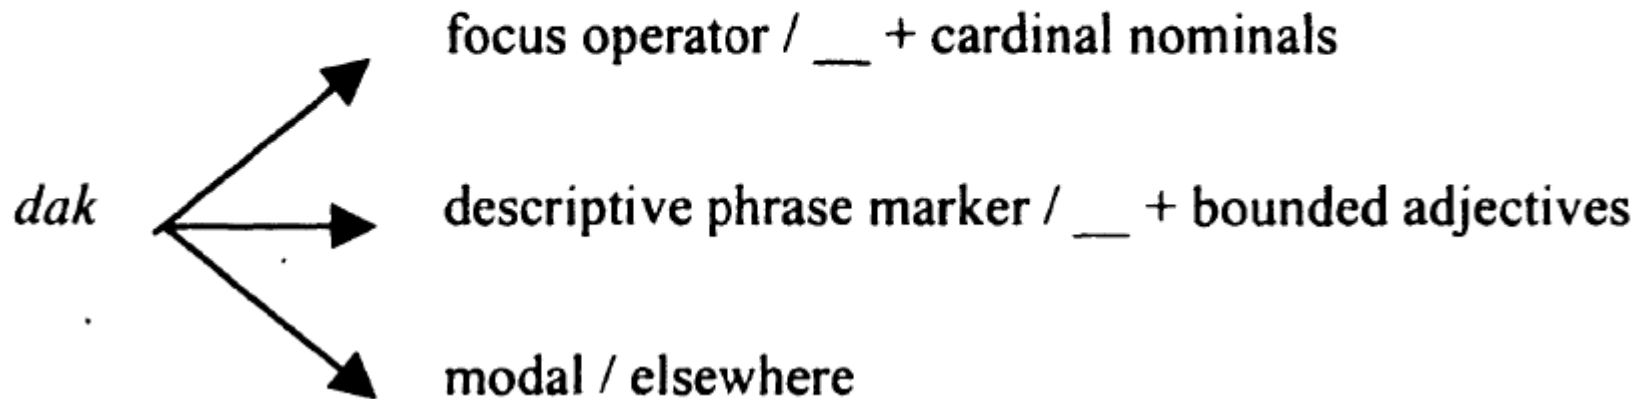 focus operator / __ + cardinal nominals
dak descriptive phrase marker / __ + bounded adjectives
modal / elsewhere